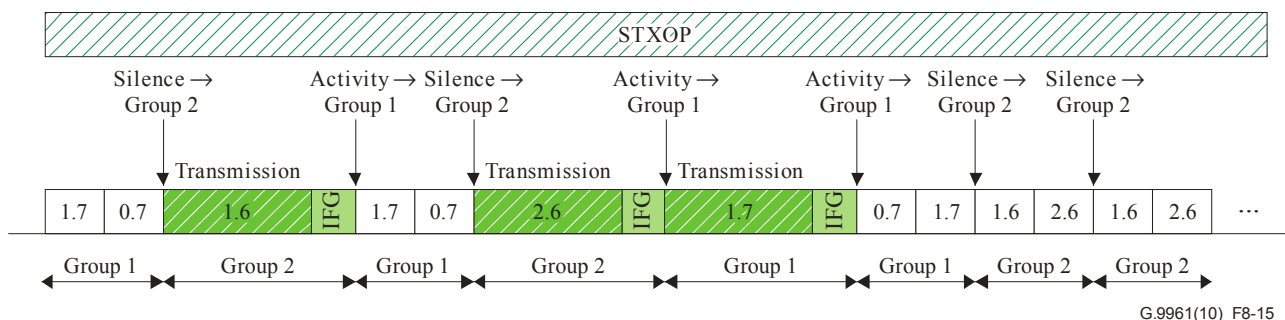 STXOP
Silence → Activity → Silence → Activity → Activity → Silence → Silence →
Group 2 Group 1 Group 2 Group 1 Group 1 Group 2 Group 2
Transmission Transmission Transmission
1.7 0.7 1.6 IFG 1.7 0.7 2.6 IFG 1.7 IFG 0.7 1.7 1.6 2.6 1.6 2.6 ...
Group 1 Group 2 Group 1 Group 2 Group 1 Group 1 Group 2 Group 2
G.9961(10)_F8-15